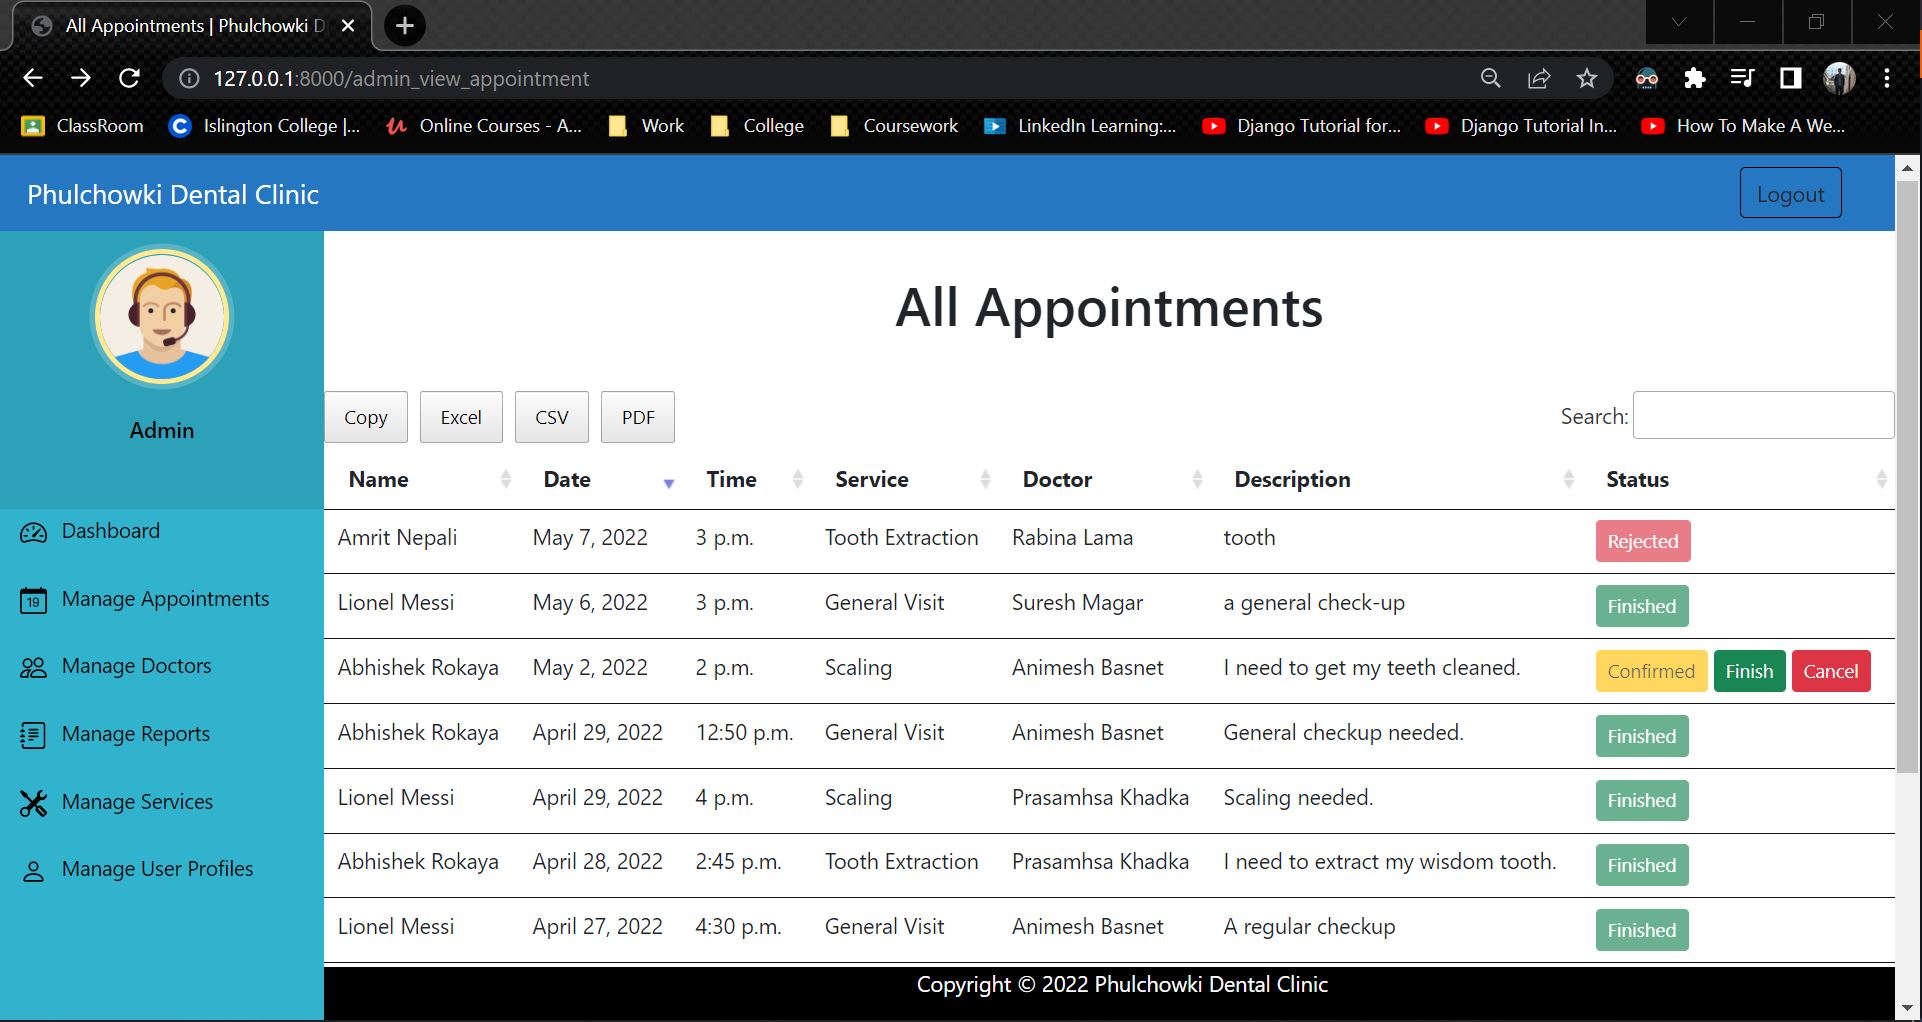 All Appointments | Phulchowki D
127.0.0.1:8000/admin_view_appointment
ClassRoom Islington College |... Online Courses - A... Work College Coursework LinkedIn Learning:... Django Tutorial for... Django Tutorial In... How To Make A We...
Phulchowki Dental Clinic Logout
Admin
Dashboard
19 Manage Appointments
Manage Doctors
Manage Reports
Manage Services
Manage User Profiles
All Appointments
Copy Excel CSV PDF Search:
Name Date Time Service Doctor Description Status
Amrit Nepali May 7, 2022 3 p.m. Tooth Extraction Rabina Lama tooth Rejected
Lionel Messi May 6, 2022 3 p.m. General Visit Suresh Magar a general check-up Finished
Abhishek Rokaya May 2, 2022 2 p.m. Scaling Animesh Basnet I need to get my teeth cleaned. Confirmed Finish Cancel
Abhishek Rokaya April 29, 2022 12:50 p.m. General Visit Animesh Basnet General checkup needed. Finished
Lionel Messi April 29, 2022 4 p.m. Scaling Prasamhsa Khadka Scaling needed. Finished
Abhishek Rokaya April 28, 2022 2:45 p.m. Tooth Extraction Prasamhsa Khadka I need to extract my wisdom tooth. Finished
Lionel Messi April 27, 2022 4:30 p.m. General Visit Animesh Basnet A regular checkup Finished
Copyright © 2022 Phulchowki Dental Clinic